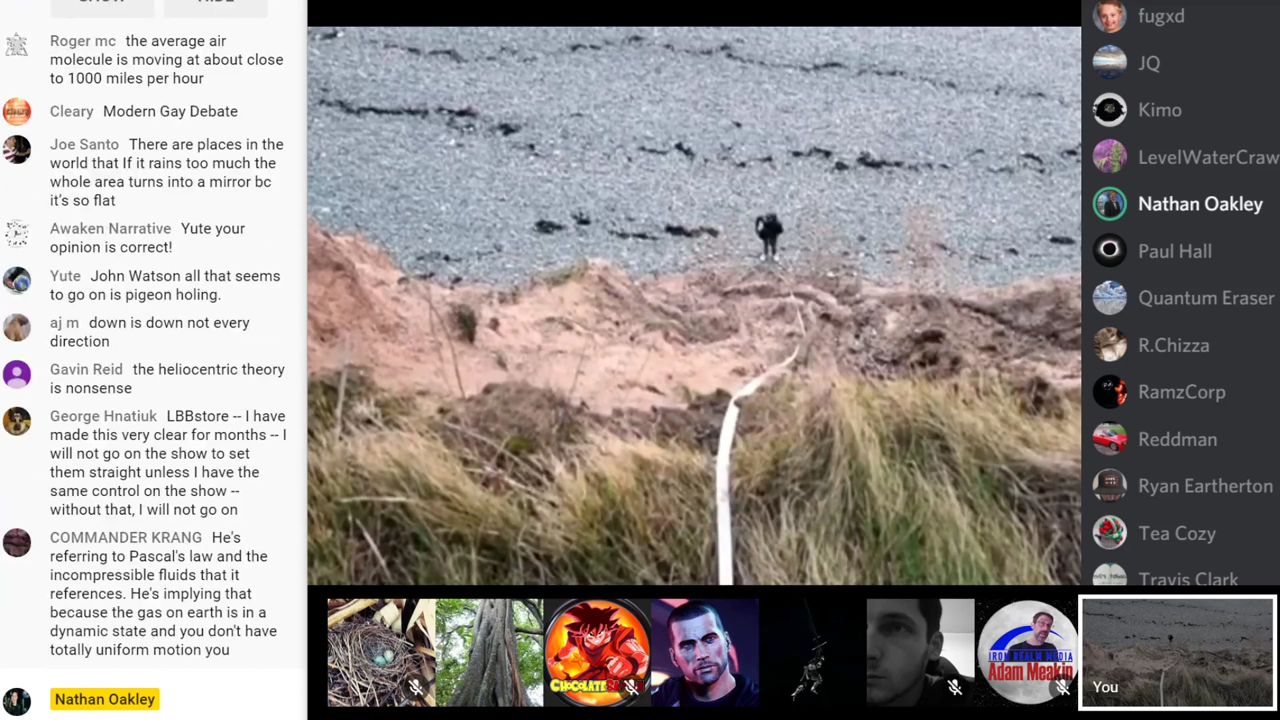 Roger mc the average air
molecule is moving at about close
to 1000 miles per hour
Cleary Modern Gay Debate
Joe Santo There are places in the
world that If it rains too much the
whole area turns into a mirror bc
it's so flat
Awaken Narrative Yute your
opinion is correct!
Yute John Watson all that seems
to go on is pigeon holing.
aj m down is down not every
direction
Gavin Reid the heliocentric theory
is nonsense
George Hnatiuk LBBstore -- I have
made this very clear for months -- I
will not go on the show to set
them straight unless I have the
same control on the show --
without that, I will not go on
COMMANDER KRANG He's
referring to Pascal's law and the
incompressible fluids that it
references. He's implying that
because the gas on earth is in a
dynamic state and you don't have
totally uniform motion you
Nathan Oakley
fugxd
JQ
Kimo
LevelWaterCraw
Nathan Oakley
Paul Hall
Quantum Eraser
R.Chizza
RamzCorp
Reddman
Ryan Eartherton
Tea Cozy
Travis Clark
IRON REALM MEDIA
Adam Meakin
You